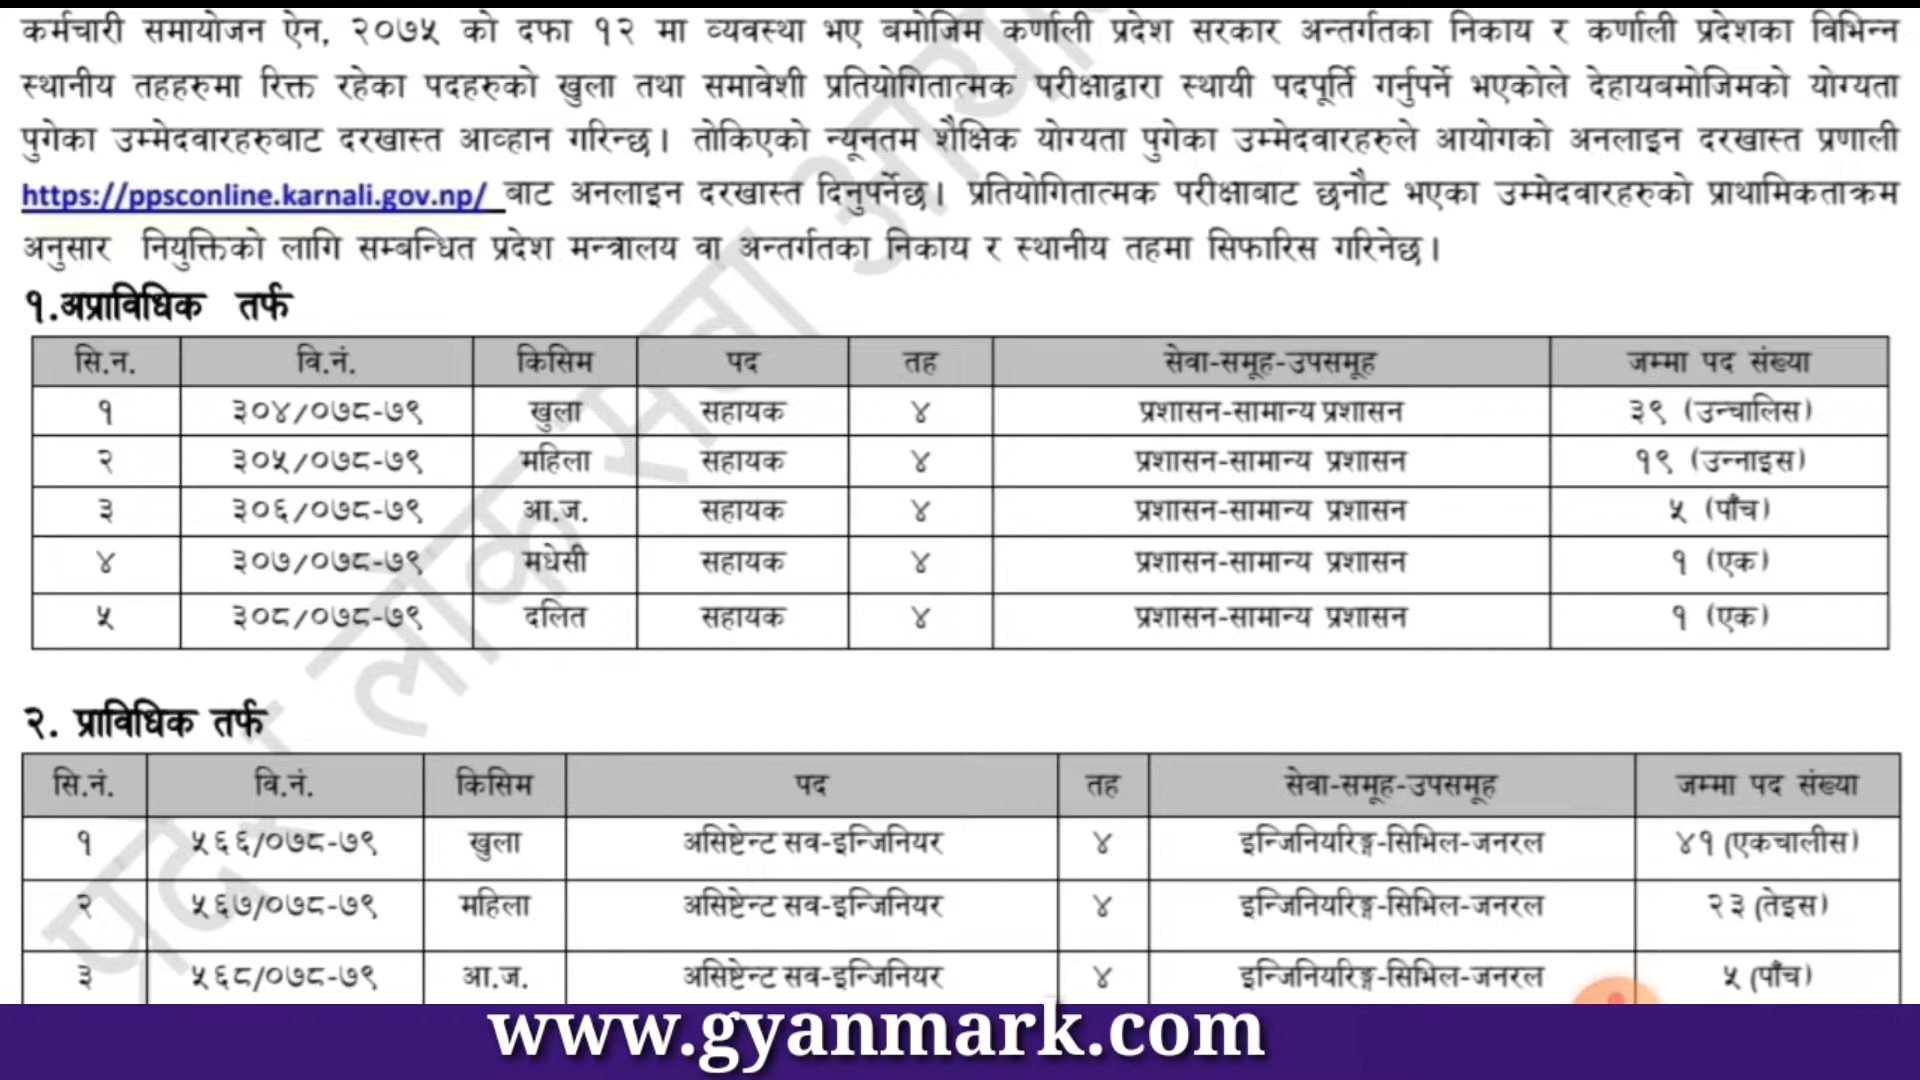 कर्मचारी समायोजन ऐन, २०७५ को दफा १२ मा व्यवस्था भए बमोजिम कर्णाली प्रदेश सरकार अन्तर्गतका निकाय र कर्णाली प्रदेशका विभिन्न
स्थानीय तहहरुमा रिक्त रहेका पदहरुको खुला तथा समावेशी प्रतियोगितात्मक परीक्षाद्वारा स्थायी पदपूर्ति गर्नुपर्ने भएकोले देहायबमोजिमको योग्यता
पुगेका उम्मेदवारहरुबाट दरखास्त आव्हान गरिन्छ। तोकिएको न्यूनतम शैक्षिक योग्यता पुगेका उम्मेदवारहरुले आयोगको अनलाइन दरखास्त प्रणाली
https://ppsconline.karnali.gov.np/ बाट अनलाइन दरखास्त दिनुपर्नेछ। प्रतियोगितात्मक परीक्षाबाट छनौट भएका उम्मेदवारहरुको प्राथामिकताक्रम
अनुसार नियुक्तिको लागि सम्बन्धित प्रदेश मन्त्रालय वा अन्तर्गतका निकाय र स्थानीय तहमा सिफारिस गरिनेछ।
१.अप्राविधिक तर्फ
सि.न. वि.नं. किसिम पद तह सेवा-समूह-उपसमूह जम्मा पद संख्या
१ ३०४/०७८-७९ खुला सहायक ४ प्रशासन-सामान्य प्रशासन ३९ (उन्चालिस)
२ ३०५/०७८-७९ महिला सहायक ४ प्रशासन-सामान्य प्रशासन १९ (उन्नाइस)
३ ३०६/०७८-७९ आ.ज. सहायक ४ प्रशासन-सामान्य प्रशासन ५ (पाँच)
४ ३०७/०७८-७९ मधेसी सहायक ४ प्रशासन-सामान्य प्रशासन १ (एक)
५ ३०८/०७८-७९ दलित सहायक ४ प्रशासन-सामान्य प्रशासन १ (एक)
२. प्राविधिक तर्फ
सि.नं. वि.नं. किसिम पद तह सेवा-समूह-उपसमूह जम्मा पद संख्या
१ ५६६/०७८-७९ खुला असिष्टेन्ट सव-इन्जिनियर ४ इन्जिनियरिङ्ग-सिभिल-जनरल ४१ (एकचालीस)
२ ५६७/०७८-७९ महिला असिष्टेन्ट सव-इन्जिनियर ४ इन्जिनियरिङ्ग-सिभिल-जनरल २३ (तेइस)
३ ५६८/०७८-७९ आ.ज. असिष्टेन्ट सव-इन्जिनियर ४ इन्जिनियरिङ्ग-सिभिल-जनरल ५ (पाँच)
www.gyanmark.com